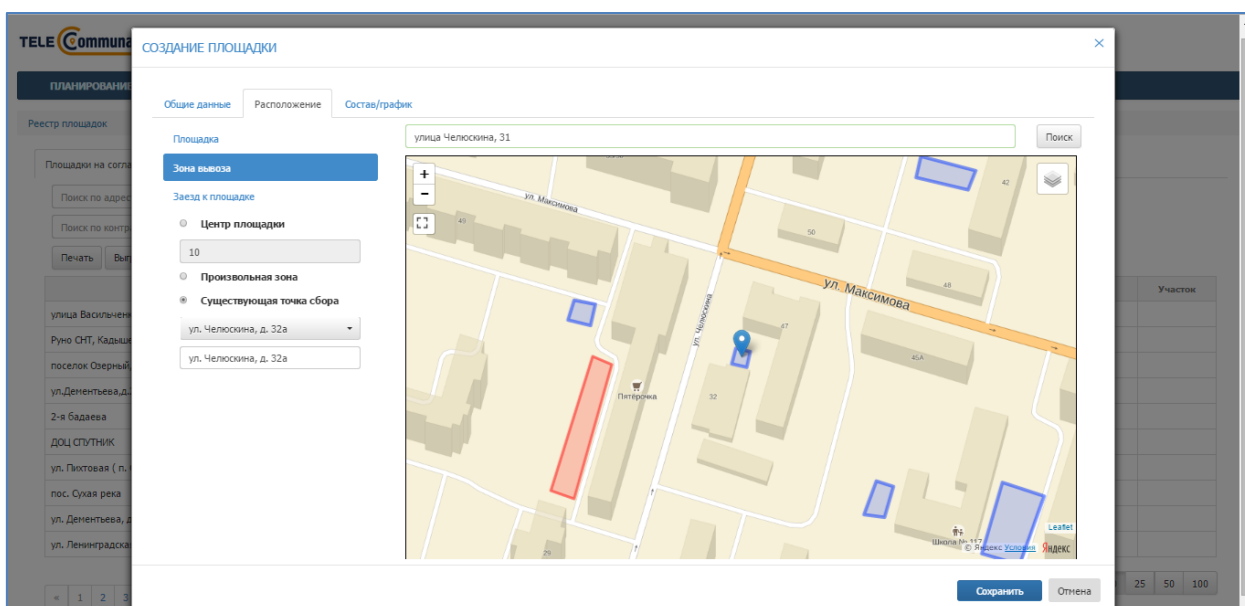 TELE Communa
СОЗДАНИЕ ПЛОЩАДКИ
×
ПЛАНИРОВАНИЕ
Общие данные Расположение Состав/график
Реестр площадок
Площадка
улица Челюскина, 31 Поиск
Площадки на согла
Зона вывоза
Поиск по адрес
Заезд к площадке
Поиск по контр
Центр площадки
Печать Выг
10
Произвольная зона
Существующая точка сбора
ул. Челюскина, д. 32а
ул. Челюскина, д. 32а
Участок
улица Васильченк
Руно СНТ, Кадыше
поселок Озерный,
ул.Дементьева,д.
2-я бадаева
ДОЦ СПУТНИК
ул. Пихтовая ( п.
пос. Сухая река
ул. Дементьева, д
ул. Ленинградска
+
−
ул. Максимова
42
49
50
48
ул. Максимова
ул. Челюскина
47
45А
Пятёрочка
32
29
Школа № 117
Leaflet
© Яндекс Условия Яндекс
« 1 2 3
25 50 100
Сохранить Отмена